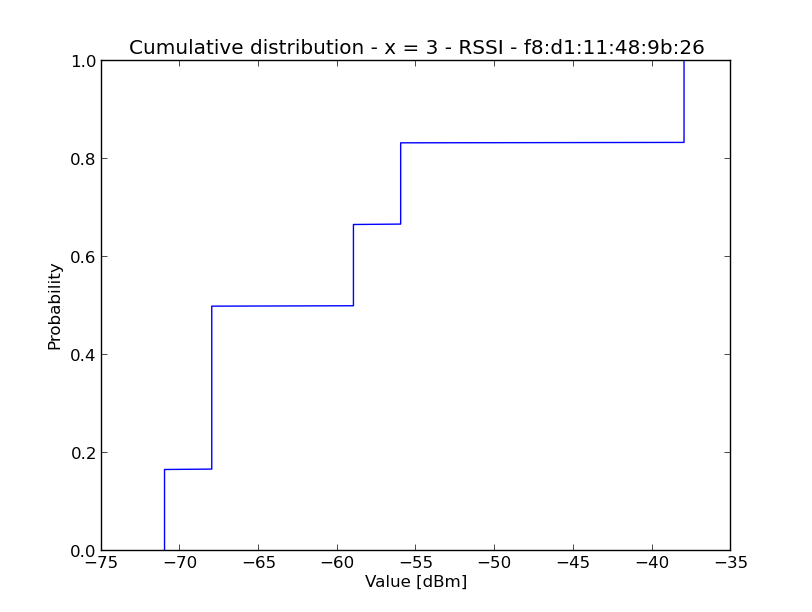 Cumulative distribution - x = 3 - RSSI - f8:d1:11:48:9b:26
1.0
0.8
0.6
0.4
0.2
0.0
Probability
−75 −70 −65 −60 −55 −50 −45 −40 −35
Value [dBm]